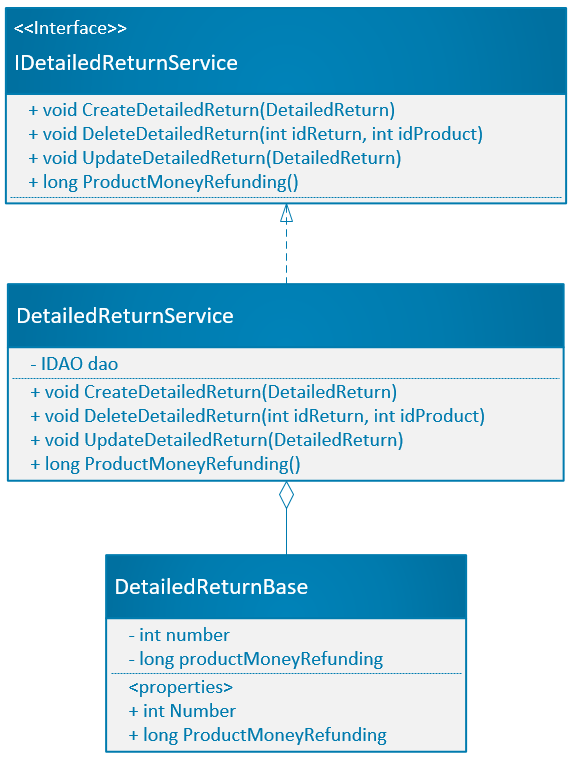 <<Interface>>
IDetailedReturnService
+ void CreateDetailedReturn(DetailedReturn)
+ void DeleteDetailedReturn(int idReturn, int idProduct)
+ void UpdateDetailedReturn(DetailedReturn)
+ long ProductMoneyRefunding()
DetailedReturnService
- IDAO dao
+ void CreateDetailedReturn(DetailedReturn)
+ void DeleteDetailedReturn(int idReturn, int idProduct)
+ void UpdateDetailedReturn(DetailedReturn)
+ long ProductMoneyRefunding()
DetailedReturnBase
- int number
- long productMoneyRefunding
<properties>
+ int Number
+ long ProductMoneyRefunding